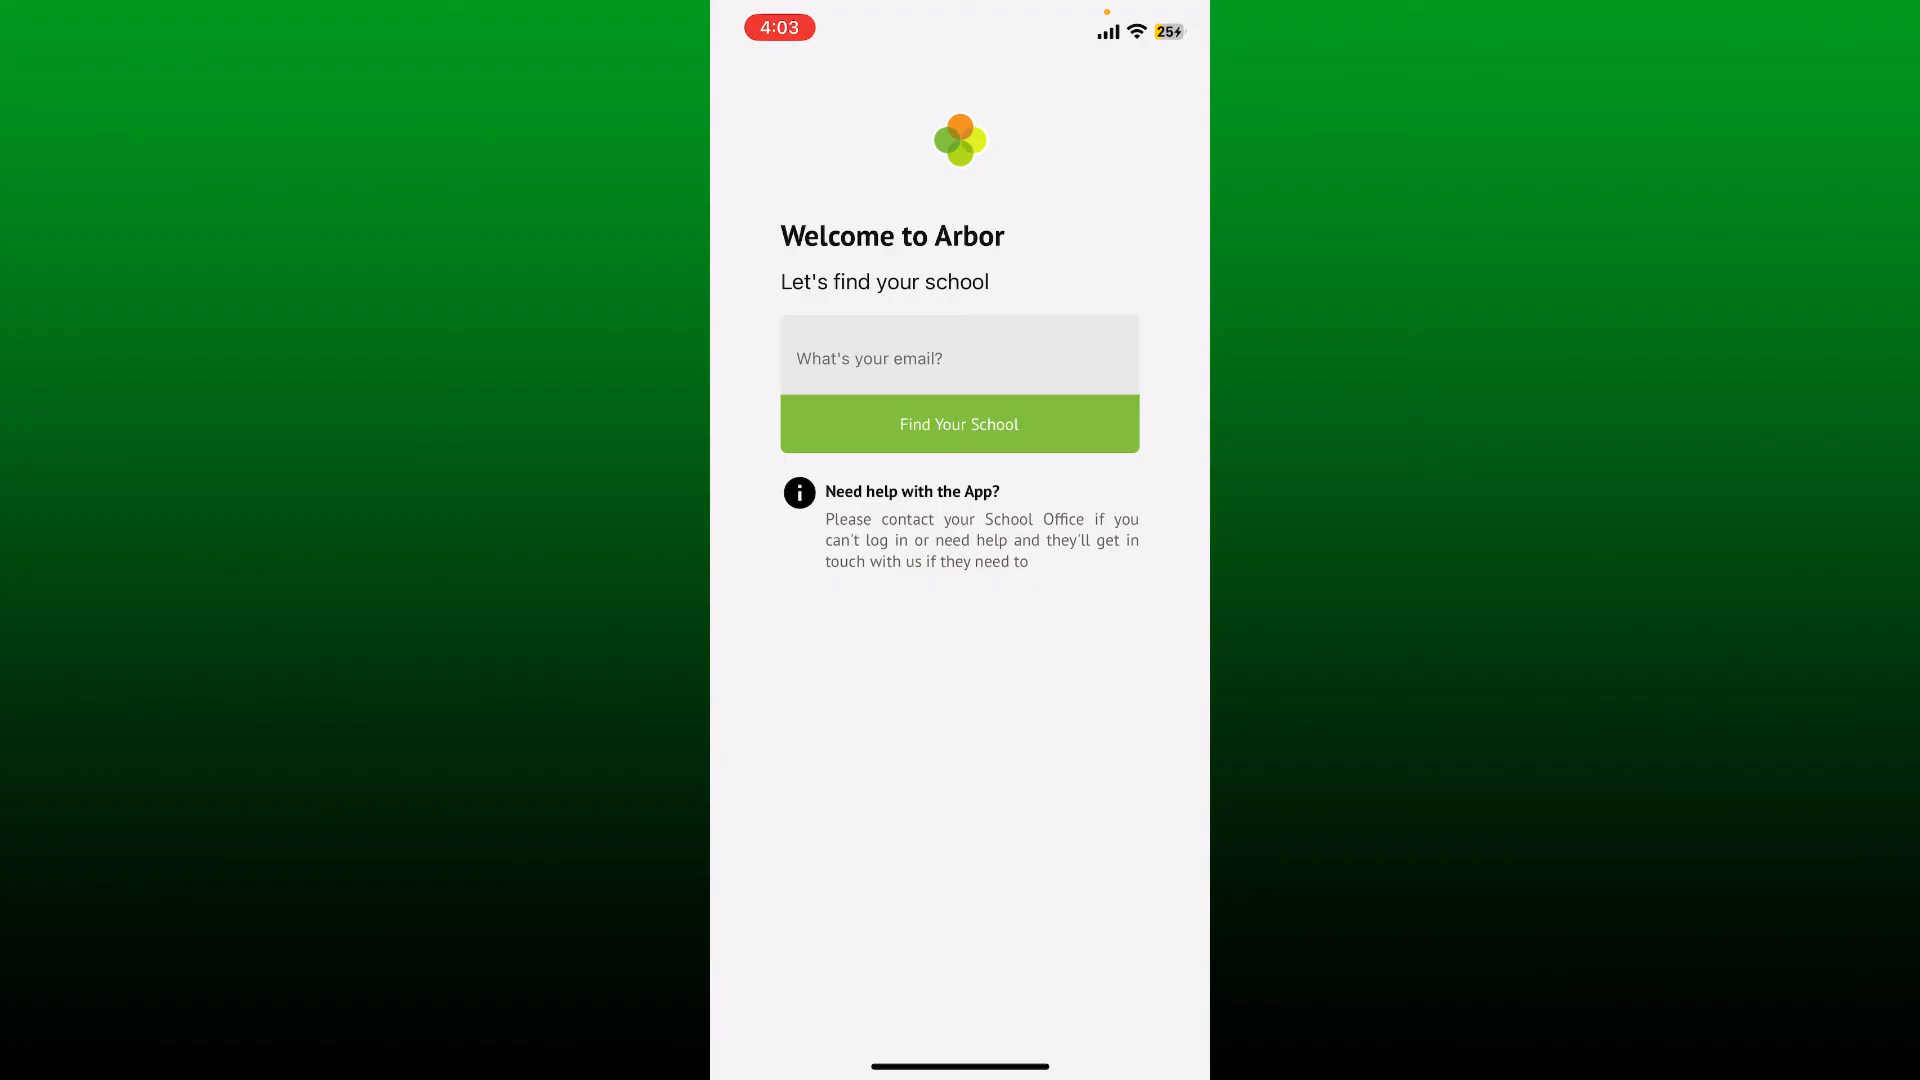 4:03
25
Welcome to Arbor
Let's find your school
What's your email?
Find Your School
Need help with the App?
Please contact your School Office if you
can't log in or need help and they'll get in
touch with us if they need to